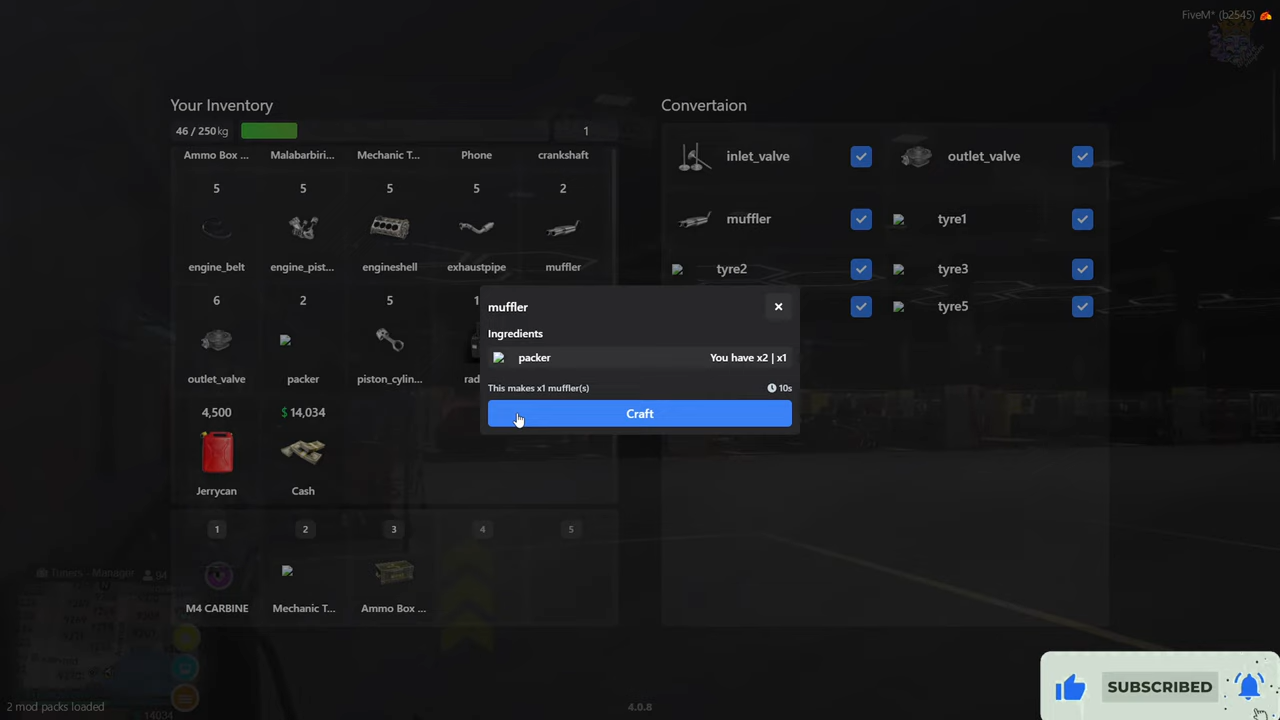 FiveM* (b2545)
Your Inventory
Convertaion
46 / 250kg
1
Ammo Box ...
Malabarbiri...
Mechanic T...
Phone
crankshaft
inlet_valve
outlet_valve
5
5
5
5
2
muffler
tyre1
engine_belt
engine_pist...
engineshell
exhaustpipe
muffler
tyre2
tyre3
6
2
5
1
tyre5
muffler
Ingredients
packer
You have x2 | x1
This makes x1 muffler(s)
10s
Craft
outlet_valve
packer
piston_cylin...
rad
4,500
$ 14,034
Jerrycan
Cash
1
2
3
4
5
M4 CARBINE
Mechanic T...
Ammo Box ...
Tuners - Manager
94
2 mod packs loaded
14034
4.0.8
SUBSCRIBED